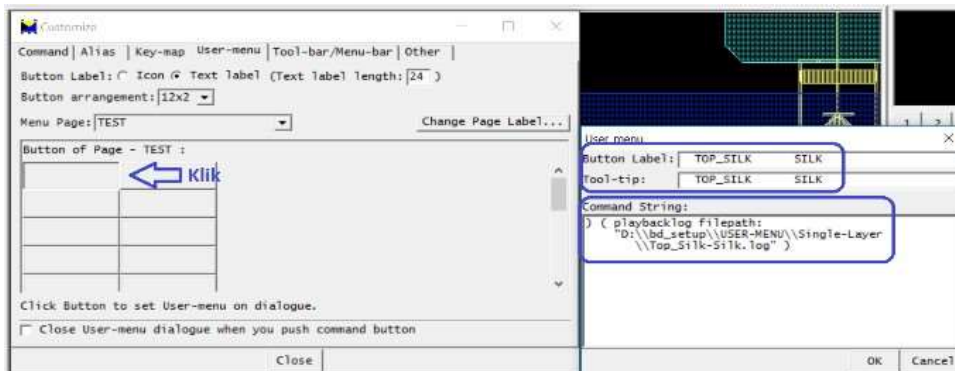 Customize
Command | Alias | Key-map User-menu | Tool-bar/Menu-bar | Other |
Button Label: Icon Text label (Text label length: 24 )
Button arrangement: 12x2
Menu Page: TEST Change Page Label...
Button of Page - TEST :
Klik
Click Button to set User-menu on dialogue.
Close User-menu dialogue when you push command button
Close
1 2
User menu
Button Label: TOP_SILK SILK
Tool-tip: TOP_SILK SILK
Command String:
) ( playbacklog filepath:
"D:\\bd_setup\\USER-MENU\\Single-Layer
\\Top_Silk-Silk.log" )
OK Cancel